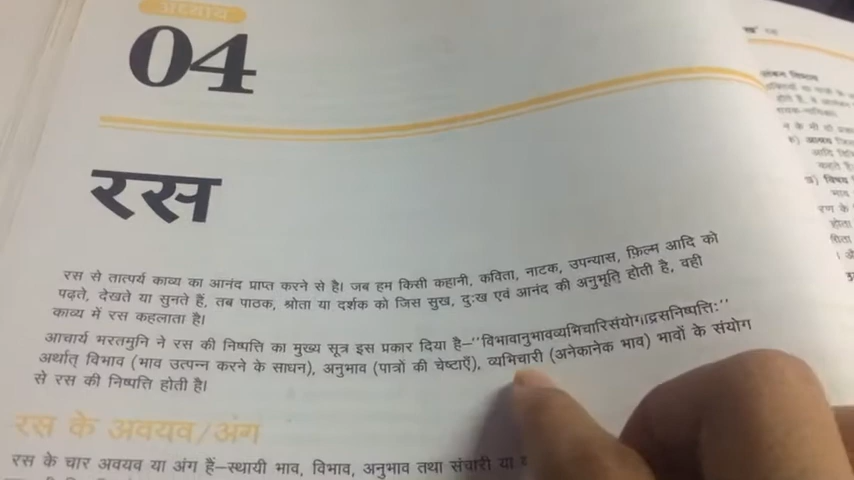 अध्याय
04
रस
रस से तात्पर्य काव्य का आनंद प्राप्त करने से है। जब हम किसी कहानी, कविता, नाटक, उपन्यास, फ़िल्म आदि को
पढ़ते, देखते या सुनते हैं, तब पाठक, श्रोता या दर्शक को जिस सुख, दुःख एवं आनंद की अनुभूति होती है, वही
काव्य में रस कहलाता है।
आचार्य भरतमुनि ने रस की निष्पत्ति का मुख्य सूत्र इस प्रकार दिया है–"विभावानुभावव्यभिचारिसंयोगाद्रसनिष्पत्ति:"
अर्थात् विभाव (भाव उत्पन्न करने के साधन), अनुभाव (पात्रों की चेष्टाएँ), व्यभिचारी (अनेकानेक भाव) भावों के संयोग
से रस की निष्पत्ति होती है।
रस के अवयव/अंग
रस के चार अवयव या अंग हैं–स्थायी भाव, विभाव, अनुभाव तथा संचारी या